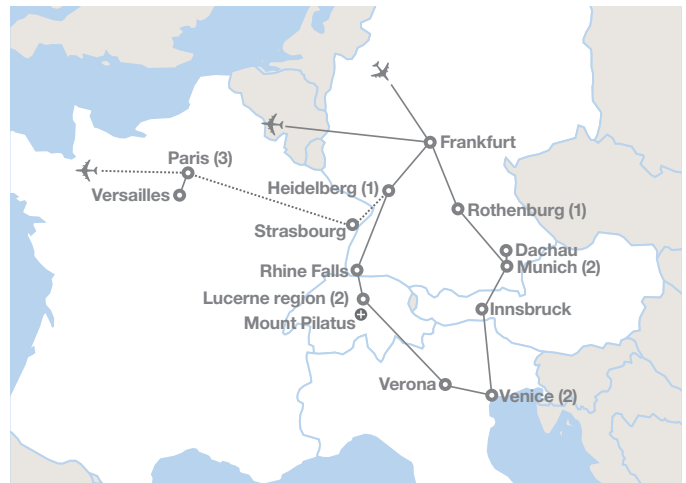 Frankfurt
Paris (3)
Heidelberg (1)
Versailles
Rothenburg (1)
Strasbourg
Dachau
Munich (2)
Rhine Falls
Lucerne region (2)
Innsbruck
Mount Pilatus
Verona
Venice (2)